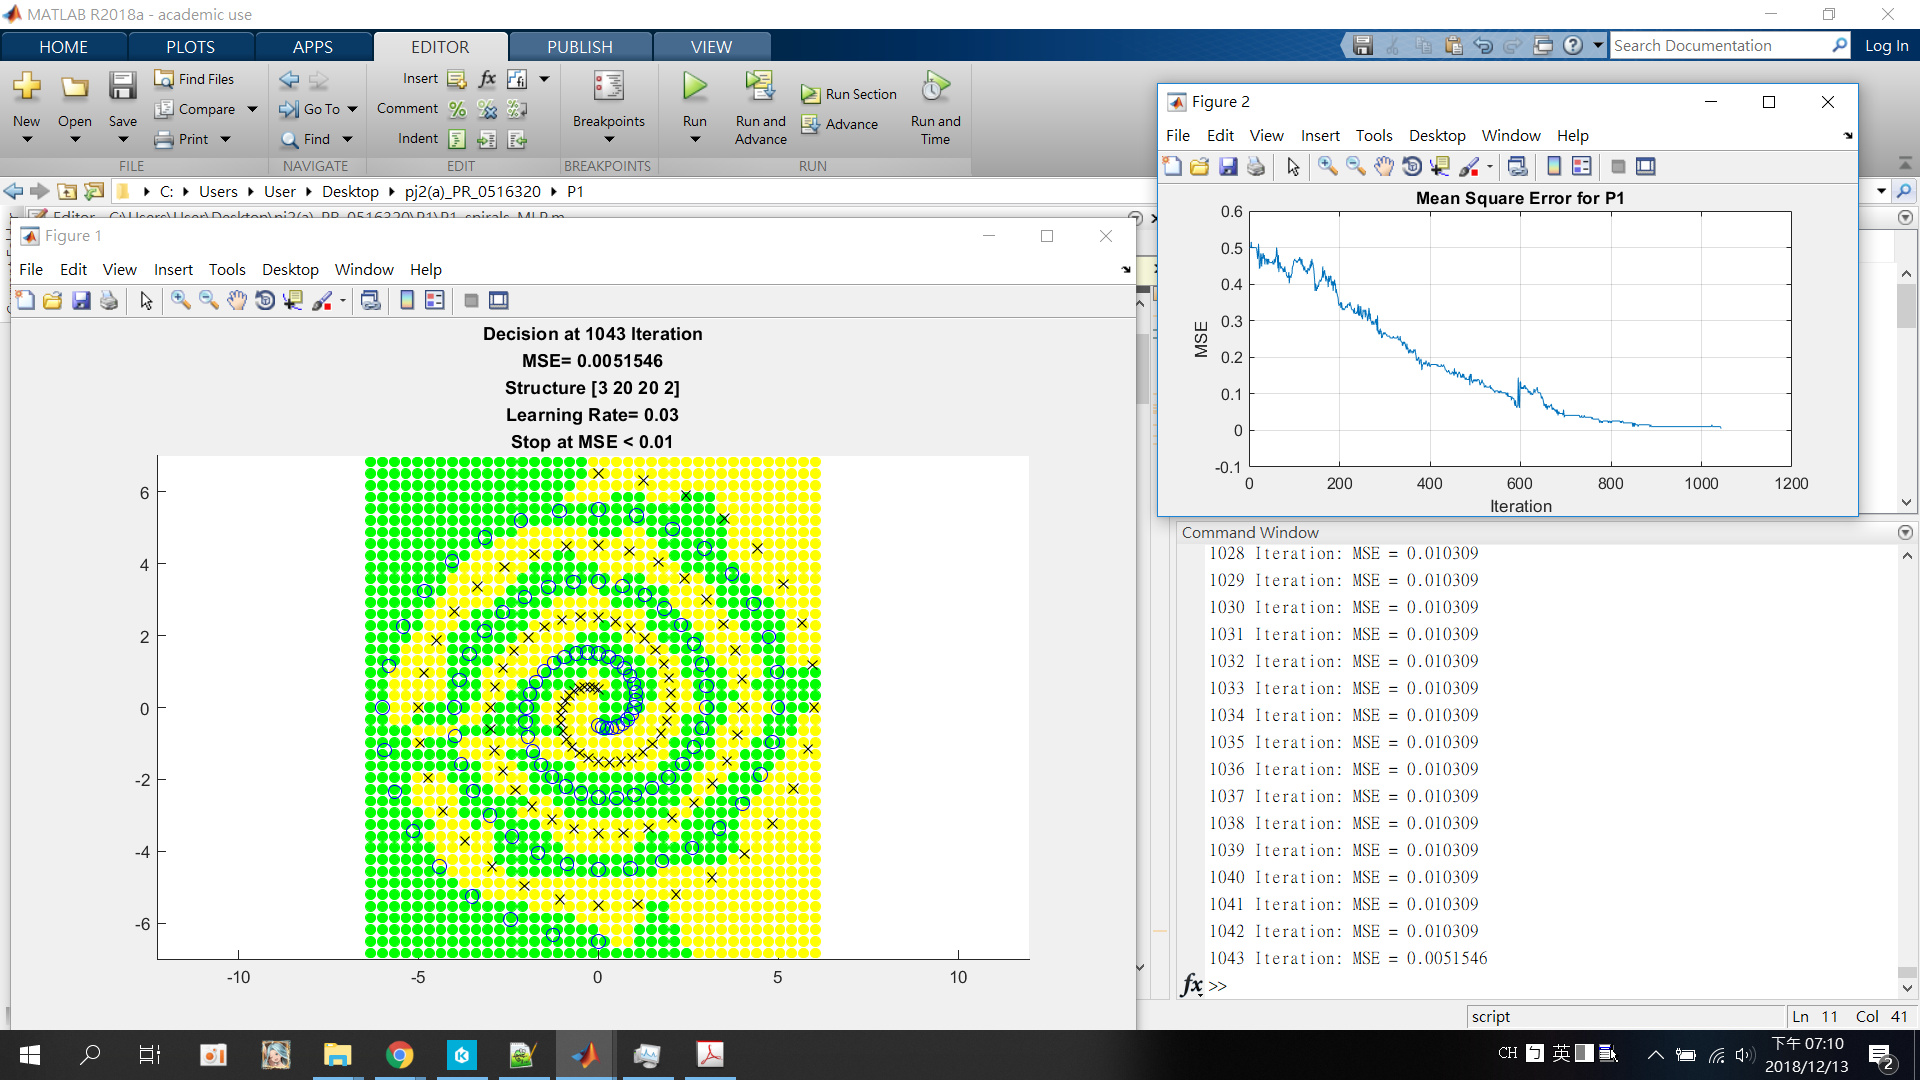 MATLAB R2018a - academic use
HOME PLOTS APPS EDITOR PUBLISH VIEW
Search Documentation
Log In
New
Open
Save
Find Files
Compare
Print
FILE
Go To
Find
NAVIGATE
Insert
Comment
Indent
EDIT
fx
fi
Breakpoints
BREAKPOINTS
Run
Run and
Advance
Run Section
Advance
Run and
Time
RUN
C: Users User Desktop pj2(a)_PR_0516320 P1
Editor - C:\Users\User\Desktop\pj2(a)_PR_0516320\P1\P1_spirals_MLP.m
Figure 1
File Edit View Insert Tools Desktop Window Help
Decision at 1043 Iteration
MSE= 0.0051546
Structure [3 20 20 2]
Learning Rate= 0.03
Stop at MSE < 0.01
6
4
2
0
-2
-4
-6
-10 -5 0 5 10
Figure 2
File Edit View Insert Tools Desktop Window Help
Mean Square Error for P1
0.6
0.5
0.4
0.3
0.2
0.1
0
-0.1
MSE
0 200 400 600 800 1000 1200
Iteration
Command Window
1028 Iteration: MSE = 0.010309
1029 Iteration: MSE = 0.010309
1030 Iteration: MSE = 0.010309
1031 Iteration: MSE = 0.010309
1032 Iteration: MSE = 0.010309
1033 Iteration: MSE = 0.010309
1034 Iteration: MSE = 0.010309
1035 Iteration: MSE = 0.010309
1036 Iteration: MSE = 0.010309
1037 Iteration: MSE = 0.010309
1038 Iteration: MSE = 0.010309
1039 Iteration: MSE = 0.010309
1040 Iteration: MSE = 0.010309
1041 Iteration: MSE = 0.010309
1042 Iteration: MSE = 0.010309
1043 Iteration: MSE = 0.0051546
fx >>
script
Ln 11 Col 41
CH ㄅ 英
下午 07:10
2018/12/13
2